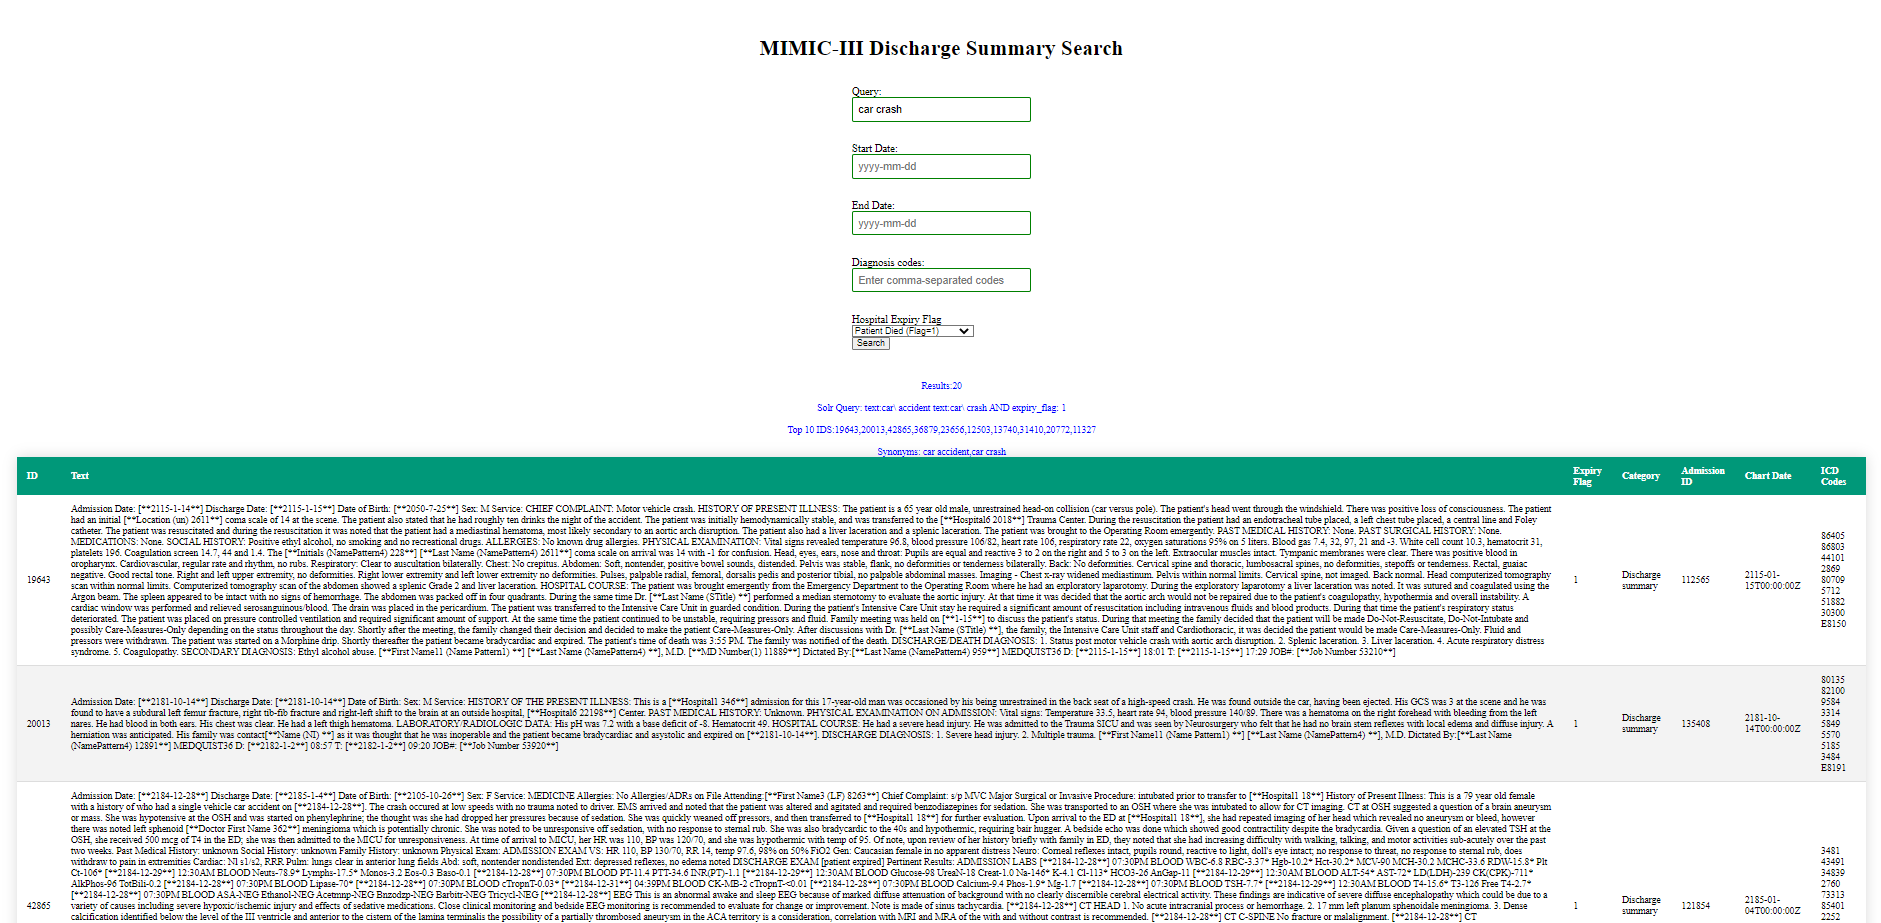 MIMIC-III Discharge Summary Search
Query:
car crash
Start Date:
yyyy-mm-dd
End Date:
yyyy-mm-dd
Diagnosis codes:
Enter comma-separated codes
Hospital Expiry Flag
Patient Died (Flag=1)
Search
Results:20
Solr Query: text:car\ accident text:car\ crash AND expiry_flag: 1
Top 10 IDS:19643,20013,42865,36879,23656,12503,13740,31410,20772,11327
Synonyms: car accident,car crash
ID Text Expiry Flag Category Admission ID Chart Date ICD Codes
19643
Admission Date: [**2115-1-14**] Discharge Date: [**2115-1-15**] Date of Birth: [**2050-7-25**] Sex: M Service: CHIEF COMPLAINT: Motor vehicle crash. HISTORY OF PRESENT ILLNESS: The patient is a 65 year old male, unrestrained head-on collision (car versus pole). The patient's head went through the windshield. There was positive loss of consciousness. The patient
had an initial [**Location (un) 2611**] coma scale of 14 at the scene. The patient also stated that he had roughly ten drinks the night of the accident. The patient was initially hemodynamically stable, and was transferred to the [**Hospital6 2018**] Trauma Center. During the resuscitation the patient had an endotracheal tube placed, a left chest tube placed, a central line and Foley
catheter. The patient was resuscitated and during the resuscitation it was noted that the patient had a mediastinal hematoma, most likely secondary to an aortic arch disruption. The patient also had a liver laceration and a splenic laceration. The patient was brought to the Operating Room emergently. PAST MEDICAL HISTORY: None. PAST SURGICAL HISTORY: None.
MEDICATIONS: None. SOCIAL HISTORY: Positive ethyl alcohol, no smoking and no recreational drugs. ALLERGIES: No known drug allergies. PHYSICAL EXAMINATION: Vital signs revealed temperature 96.8, blood pressure 106/82, heart rate 106, respiratory rate 22, oxygen saturations 95% on 5 liters. Blood gas 7.4, 32, 97, 21 and -3. White cell count 10.3, hematocrit 31,
platelets 196. Coagulation screen 14.7, 44 and 1.4. The [**Initials (NamePattern4) 228**] [**Last Name (NamePattern4) 2611**] coma scale on arrival was 14 with -1 for confusion. Head, eyes, ears, nose and throat: Pupils are equal and reactive 3 to 2 on the right and 5 to 3 on the left. Extraocular muscles intact. Tympanic membranes were clear. There was positive blood in
oropharynx. Cardiovascular, regular rate and rhythm, no rubs. Respiratory: Clear to auscultation bilaterally. Chest: No crepitus. Abdomen: Soft, nontender, positive bowel sounds, distended. Pelvis was stable, flank, no deformities or tenderness bilaterally. Back: No deformities. Cervical spine and thoracic, lumbosacral spines, no deformities, stepoffs or tenderness. Rectal, guaiac
negative. Good rectal tone. Right and left upper extremity, no deformities. Right lower extremity and left lower extremity no deformities. Pulses, palpable radial, femoral, dorsalis pedis and posterior tibial, no palpable abdominal masses. Imaging - Chest x-ray widened mediastinum. Pelvis within normal limits. Cervical spine, not imaged. Back normal. Head computerized tomography
scan within normal limits. Computerized tomography scan of the abdomen showed a splenic Grade 2 and liver laceration. HOSPITAL COURSE: The patient was brought emergently from the Emergency Department to the Operating Room where he had an exploratory laparotomy. During the exploratory laparotomy a liver laceration was noted. It was sutured and coagulated using the
Argon beam. The spleen appeared to be intact with no signs of hemorrhage. The abdomen was packed off in four quadrants. During the same time Dr. [**Last Name (STitle) **] performed a median sternotomy to evaluate the aortic injury. At that time it was decided that the aortic arch would not be repaired due to the patient's coagulopathy, hypothermia and overall instability. A
cardiac window was performed and relieved serosanguinous/blood. The drain was placed in the pericardium. The patient was transferred to the Intensive Care Unit in guarded condition. During the patient's Intensive Care Unit stay he required a significant amount of resuscitation including intravenous fluids and blood products. During that time the patient's respiratory status
deteriorated. The patient was placed on pressure controlled ventilation and required significant amount of support. At the same time the patient continued to be unstable, requiring pressors and fluid. Family meeting was held on [**1-15**] to discuss the patient's status. During that meeting the family decided that the patient will be made Do-Not-Resuscitate, Do-Not-Intubate and
possibly Care-Measures-Only depending on the status throughout the day. Shortly after the meeting, the family changed their decision and decided to make the patient Care-Measures-Only. After discussions with Dr. [**Last Name (STitle) **], the family, the Intensive Care Unit staff and Cardiothoracic, it was decided the patient would be made Care-Measures-Only. Fluid and
pressors were withdrawn. The patient was started on a Morphine drip. Shortly thereafter the patient became bradycardic and expired. The patient's time of death was 3:55 PM. The family was notified of the death. DISCHARGE/DEATH DIAGNOSIS: 1. Status post motor vehicle crash with aortic arch disruption. 2. Splenic laceration. 3. Liver laceration. 4. Acute respiratory distress
syndrome. 5. Coagulopathy. SECONDARY DIAGNOSIS: Ethyl alcohol abuse. [**First Name11 (Name Pattern1) **] [**Last Name (NamePattern4) **], M.D. [**MD Number(1) 11889**] Dictated By:[**Last Name (NamePattern4) 959**] MEDQUIST36 D: [**2115-1-15**] 18:01 T: [**2115-1-15**] 17:29 JOB#: [**Job Number 53210**]
1
Discharge summary
112565
2115-01-15T00:00:00Z
86405
86803
44101
2869
80709
5712
51882
30300
E8150
20013
Admission Date: [**2181-10-14**] Discharge Date: [**2181-10-14**] Date of Birth: Sex: M Service: HISTORY OF THE PRESENT ILLNESS: This is a [**Hospital1 346**] admission for this 17-year-old man was occasioned by his being unrestrained in the back seat of a high-speed crash. He was found outside the car, having been ejected. His GCS was 3 at the scene and he was
found to have a subdural left femur fracture, right tib-fib fracture and right-left shift to the brain at an outside hospital, [**Hospital6 22198**] Center. PAST MEDICAL HISTORY: Unknown. PHYSICAL EXAMINATION ON ADMISSION: Vital signs: Temperature 33.5, heart rate 94, blood pressure 140/89. There was a hematoma on the right forehead with bleeding from the left
nares. He had blood in both ears. His chest was clear. He had a left thigh hematoma. LABORATORY/RADIOLOGIC DATA: His pH was 7.2 with a base deficit of -8. Hematocrit 49. HOSPITAL COURSE: He had a severe head injury. He was admitted to the Trauma SICU and was seen by Neurosurgery who felt that he had no brain stem reflexes with local edema and diffuse injury. A
herniation was anticipated. His family was contact[**Name (NI) **] as it was thought that he was inoperable and the patient became bradycardic and asystolic and expired on [**2181-10-14**]. DISCHARGE DIAGNOSIS: 1. Severe head injury. 2. Multiple trauma. [**First Name11 (Name Pattern1) **] [**Last Name (NamePattern4) **], M.D. Dictated By:[**Last Name
(NamePattern4) 12891**] MEDQUIST36 D: [**2182-1-2**] 08:57 T: [**2182-1-2**] 09:20 JOB#: [**Job Number 53920**]
1
Discharge summary
135408
2181-10-14T00:00:00Z
80135
82100
9584
3314
5849
5570
5185
3484
E8191
42865
Admission Date: [**2184-12-28**] Discharge Date: [**2185-1-4**] Date of Birth: [**2105-10-26**] Sex: F Service: MEDICINE Allergies: No Allergies/ADRs on File Attending:[**First Name3 (LF) 8263**] Chief Complaint: s/p MVC Major Surgical or Invasive Procedure: intubated prior to transfer to [**Hospital1 18**] History of Present Illness: This is a 79 year old female
with a history of who had a single vehicle car accident on [**2184-12-28**]. The crash occured at low speeds with no trauma noted to driver. EMS arrived and noted that the patient was altered and agitated and required benzodiazepines for sedation. She was transported to an OSH where she was intubated to allow for CT imaging. CT at OSH suggested a question of a brain aneurysm
or mass. She was hypotensive at the OSH and was started on phenylephrine; the thought was she had dropped her pressures because of sedation. She was quickly weaned off pressors, and then transferred to [**Hospital1 18**] for further evaluation. Upon arrival to the ED at [**Hospital1 18**], she had repeated imaging of her head which revealed no aneurysm or bleed, however
there was noted left sphenoid [**Doctor First Name 362**] meningioma which is potentially chronic. She was noted to be unresponsive off sedation, with no response to sternal rub. She was also bradycardic to the 40s and hypothermic, requiring bair hugger. A bedside echo was done which showed good contractility despite the bradycardia. Given a question of an elevated TSH at the
OSH, she received 500 mcg of T4 in the ED; she was then admitted to the MICU for unresponsiveness. At time of arrival to MICU, her HR was 110, BP was 120/70, and she was hypothermic with temp of 95. Of note, upon review of her history briefly with family in ED, they noted that she had increasing difficulty with walking, talking, and motor activities sub-acutely over the past
two weeks. Past Medical History: unknown Social History: unknown Family History: unknown Physical Exam: ADMISSION EXAM VS: HR 110, BP 130/70, RR 14, temp 97.6, 98% on 50% FiO2 Gen: Caucasian female in no apparent distress Neuro: Corneal reflexes intact, pupils round, reactive to light, doll's eye intact; no response to threat, no response to sternal rub, does
withdraw to pain in extremities Cardiac: Nl s1/s2, RRR Pulm: lungs clear in anterior lung fields Abd: soft, nontender nondistended Ext: depressed reflexes, no edema noted DISCHARGE EXAM [patient expired] Pertinent Results: ADMISSION LABS [**2184-12-28**] 07:30PM BLOOD WBC-6.8 RBC-3.37* Hgb-10.2* Hct-30.2* MCV-90 MCH-30.2 MCHC-33.6 RDW-15.8* Plt
Ct-106* [**2184-12-29**] 12:30AM BLOOD Neuts-78.9* Lymphs-17.5* Monos-3.2 Eos-0.3 Baso-0.1 [**2184-12-28**] 07:30PM BLOOD PT-11.4 PTT-34.6 INR(PT)-1.1 [**2184-12-29**] 12:30AM BLOOD Glucose-98 UreaN-18 Creat-1.0 Na-146* K-4.1 Cl-113* HCO3-26 AnGap-11 [**2184-12-29**] 12:30AM BLOOD ALT-54* AST-72* LD(LDH)-239 CK(CPK)-711*
AlkPhos-96 TotBili-0.2 [**2184-12-28**] 07:30PM BLOOD Lipase-70* [**2184-12-28**] 07:30PM BLOOD cTropnT-0.03* [**2184-12-31**] 04:39PM BLOOD CK-MB-2 cTropnT-<0.01 [**2184-12-28**] 07:30PM BLOOD Calcium-9.4 Phos-1.9* Mg-1.7 [**2184-12-28**] 07:30PM BLOOD TSH-7.7* [**2184-12-29**] 12:30AM BLOOD T4-15.6* T3-126 Free T4-2.7*
[**2184-12-28**] 07:30PM BLOOD ASA-NEG Ethanol-NEG Acetmnp-NEG Bnzodzp-NEG Barbitr-NEG Tricycl-NEG [**2184-12-29**] EEG This is an abnormal awake and sleep EEG because of marked diffuse attenuation of background with no clearly discernible cerebral electrical activity. These findings are indicative of severe diffuse encephalopathy which could be due to a
variety of causes including severe hypoxic/ischemic injury and effects of sedative medications. Close clinical monitoring and bedside EEG monitoring is recommended to evaluate for change or improvement. Note is made of sinus tachycardia. [**2184-12-28**] CT HEAD 1. No acute intracranial process or hemorrhage. 2. 17 mm left planum sphenoidale meningioma. 3. Dense
calcification identified below the level of the III ventricle and anterior to the cistern of the lamina terminalis the possibility of a partially thrombosed aneurysm in the ACA territory is a consideration, correlation with MRI and MRA of the with and without contrast is recommended. [**2184-12-28**] CT C-SPINE No fracture or malalignment. [**2184-12-28**] CT
1
Discharge summary
121854
2185-01-04T00:00:00Z
3481
43491
34839
2760
73313
85401
2252